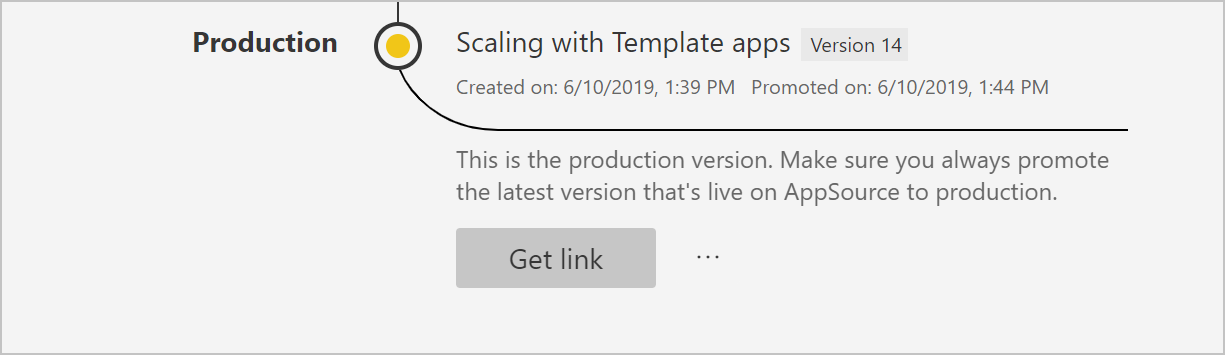 Production
Scaling with Template apps Version 14
Created on: 6/10/2019, 1:39 PM Promoted on: 6/10/2019, 1:44 PM
This is the production version. Make sure you always promote
the latest version that's live on AppSource to production.
Get link ...